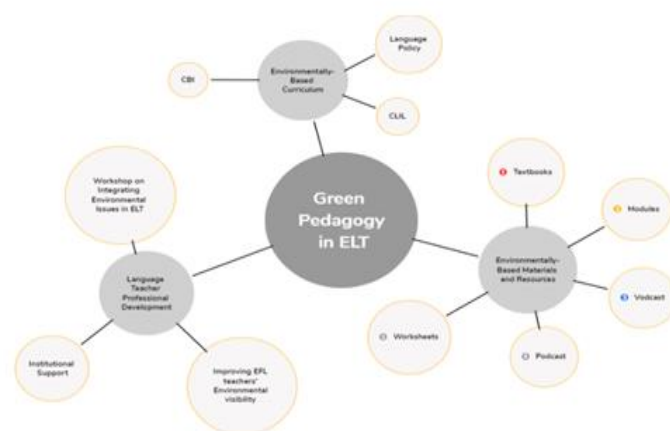 Language
Policy
Environmentally-
Based
Curriculum
CBI
CLIL
Green
Pedagogy
in ELT
Workshop on
Integrating
Environmental
Issues in ELT
Language
Teacher
Professional
Development
Institutional
Support
Improving EFL
teachers'
Environmental
visibility
Textbooks
Modules
Environmentally-
Based Materials
and Resources
Vodcast
Worksheets
Podcast